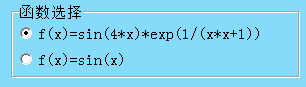 函数选择
f(x)=sin(4*x)*exp(1/(x*x+1))
f(x)=sin(x)